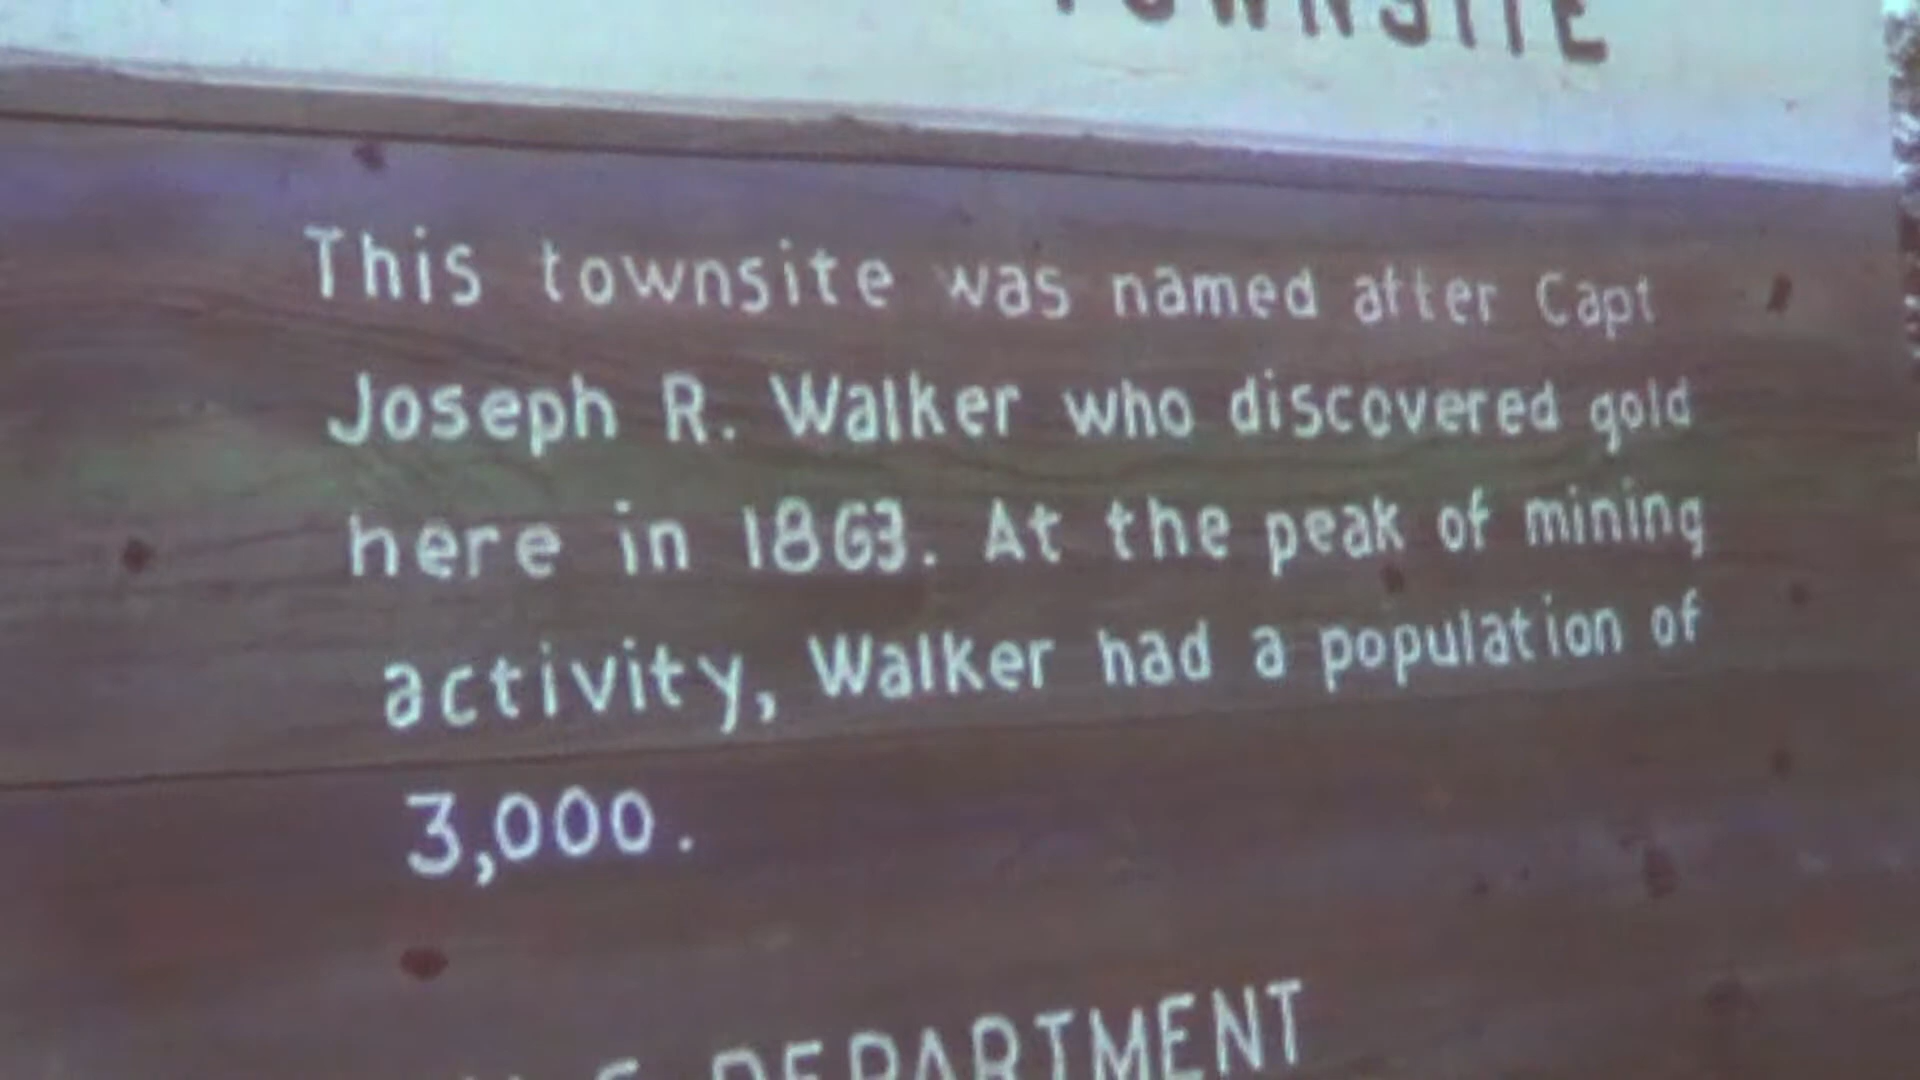 TOWNSITE
This townsite was named after Capt
Joseph R. Walker who discovered gold
here in 1863. At the peak of mining
activity, Walker had a population of
3,000.
DEPARTMENT